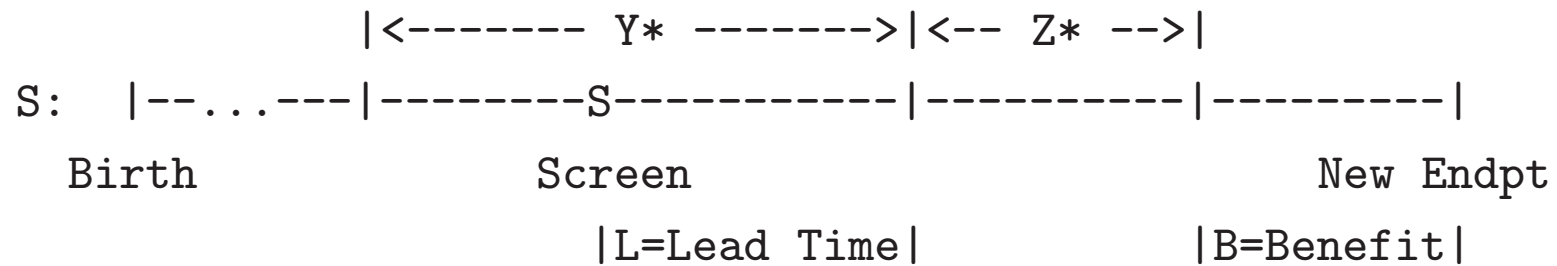 |<------- Y* ------->|<-- Z* -->|
S: |--...---|--------S-----------|----------|---------|
Birth Screen New Endpt
|L=Lead Time| |B=Benefit|